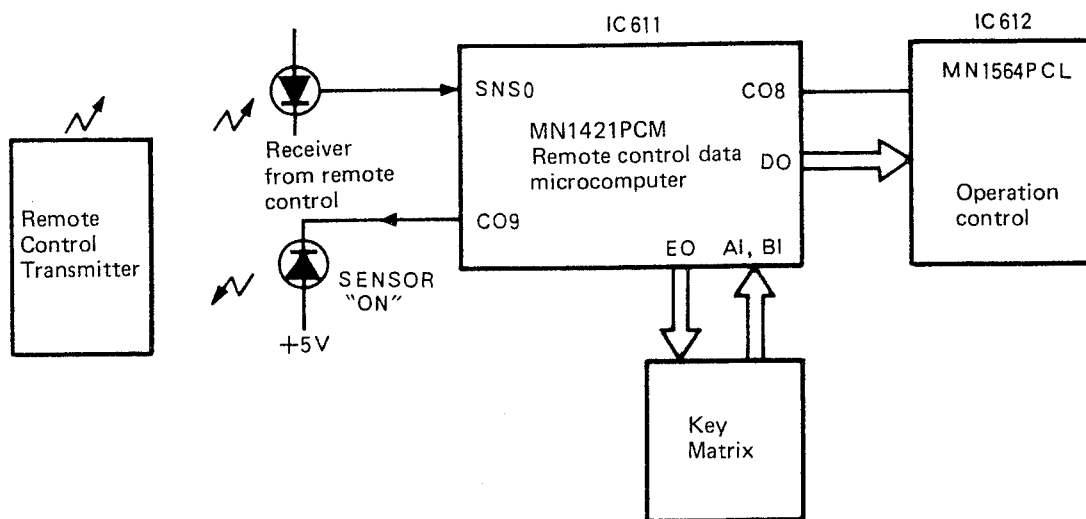 IC611
IC612
Remote
Control
Transmitter
Receiver
from remote
control
SENSOR
"ON"
+5V
SNS0
CO8
MN1421PCM
Remote control data
microcomputer
DO
CO9
EO AI, BI
MN1564PCL
Operation
control
Key
Matrix